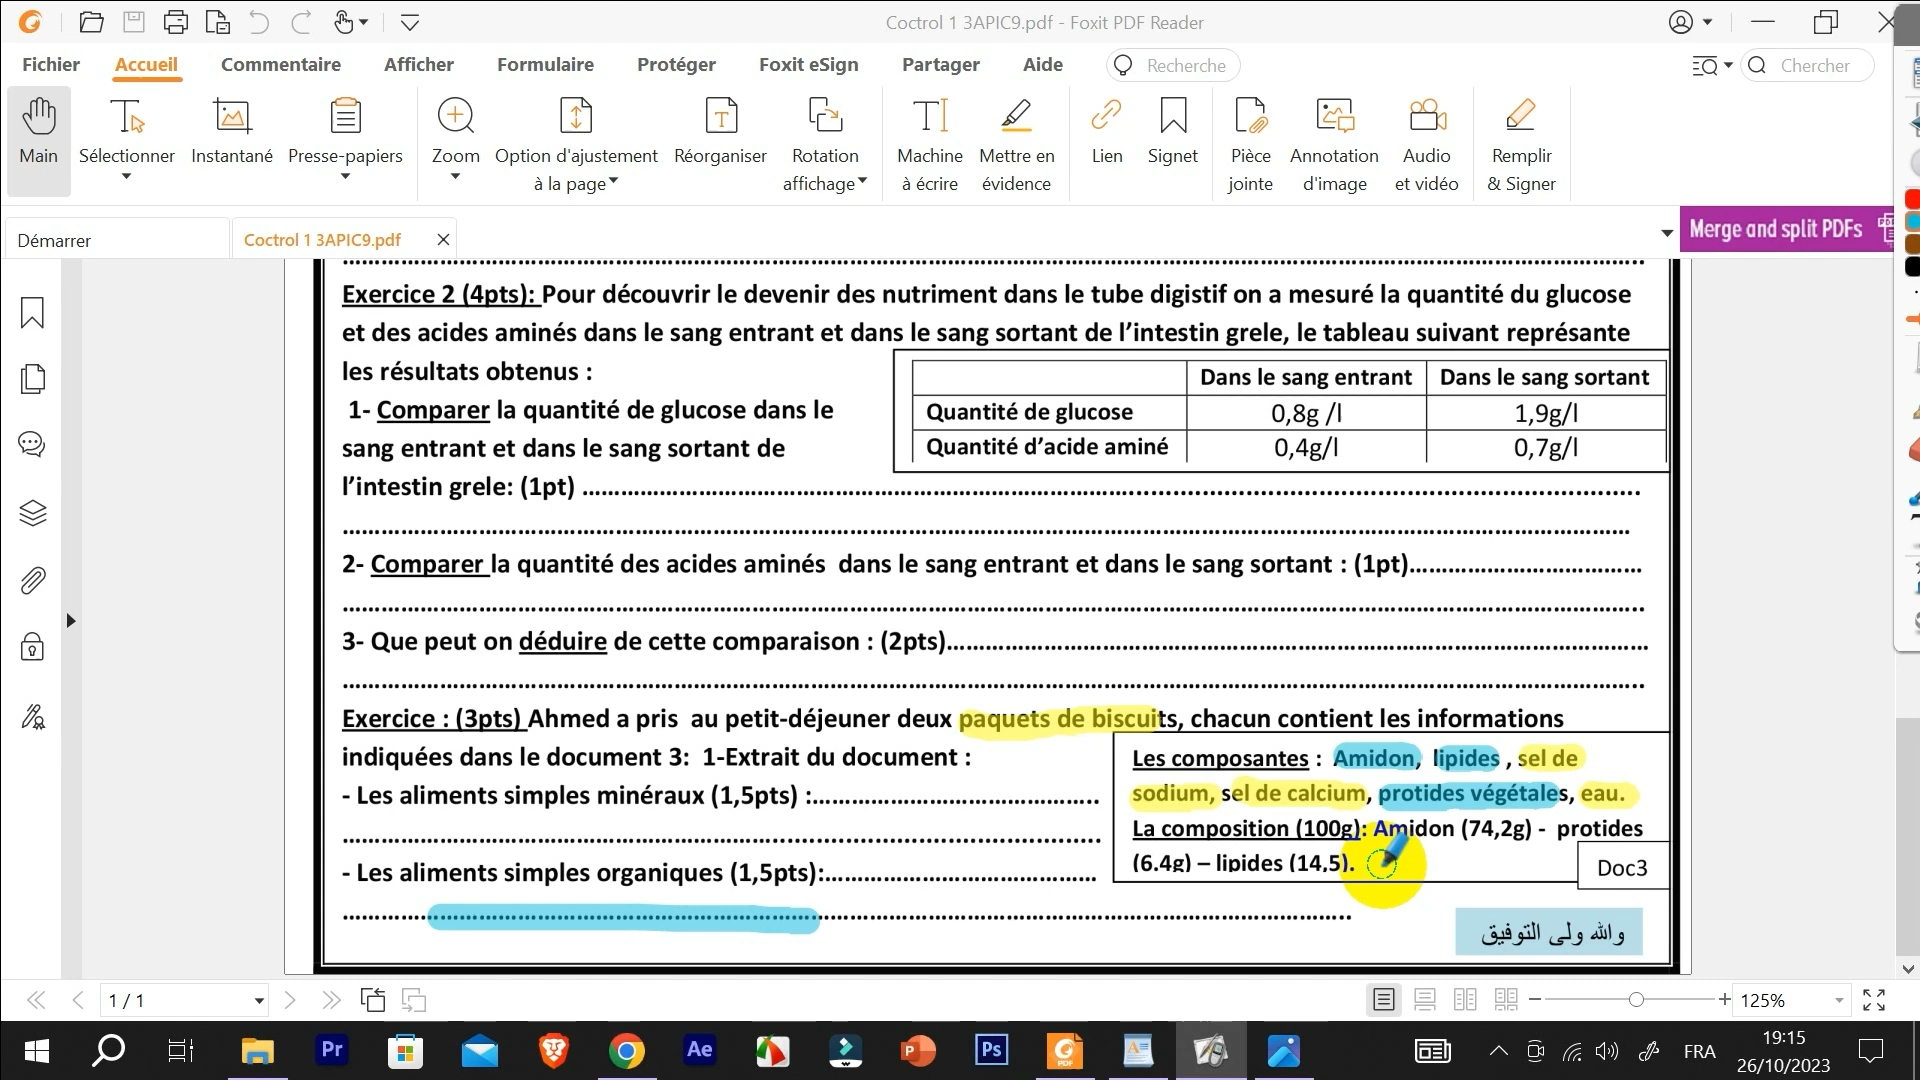 Coctrol 1 3APIC9.pdf - Foxit PDF Reader
Fichier Accueil Commentaire Afficher Formulaire Protéger Foxit eSign Partager Aide Recherche Chercher
Main Sélectionner Instantané Presse-papiers Zoom Option d'ajustement à la page Réorganiser Rotation affichage Machine à écrire Mettre en évidence Lien Signet Pièce jointe Annotation d'image Audio et vidéo Remplir & Signer
Démarrer Coctrol 1 3APIC9.pdf Merge and split PDFs
Exercice 2 (4pts): Pour découvrir le devenir des nutriment dans le tube digistif on a mesuré la quantité du glucose
et des acides aminés dans le sang entrant et dans le sang sortant de l'intestin grele, le tableau suivant représante
les résultats obtenus :
Dans le sang entrant Dans le sang sortant
Quantité de glucose 0,8g /l 1,9g/l
Quantité d'acide aminé 0,4g/l 0,7g/l
1- Comparer la quantité de glucose dans le
sang entrant et dans le sang sortant de
l'intestin grele: (1pt)
2- Comparer la quantité des acides aminés dans le sang entrant et dans le sang sortant : (1pt)
3- Que peut on déduire de cette comparaison : (2pts)
Exercice : (3pts) Ahmed a pris au petit-déjeuner deux paquets de biscuits, chacun contient les informations
indiquées dans le document 3: 1-Extrait du document :
- Les aliments simples minéraux (1,5pts) :
- Les aliments simples organiques (1,5pts):
Les composantes : Amidon, lipides , sel de
sodium, sel de calcium, protides végétales, eau.
La composition (100g): Amidon (74,2g) - protides
(6.4g) – lipides (14,5).
Doc3
والله ولى التوفيق
1 / 1 125%
Pr Ae P Ps FRA 19:15
26/10/2023